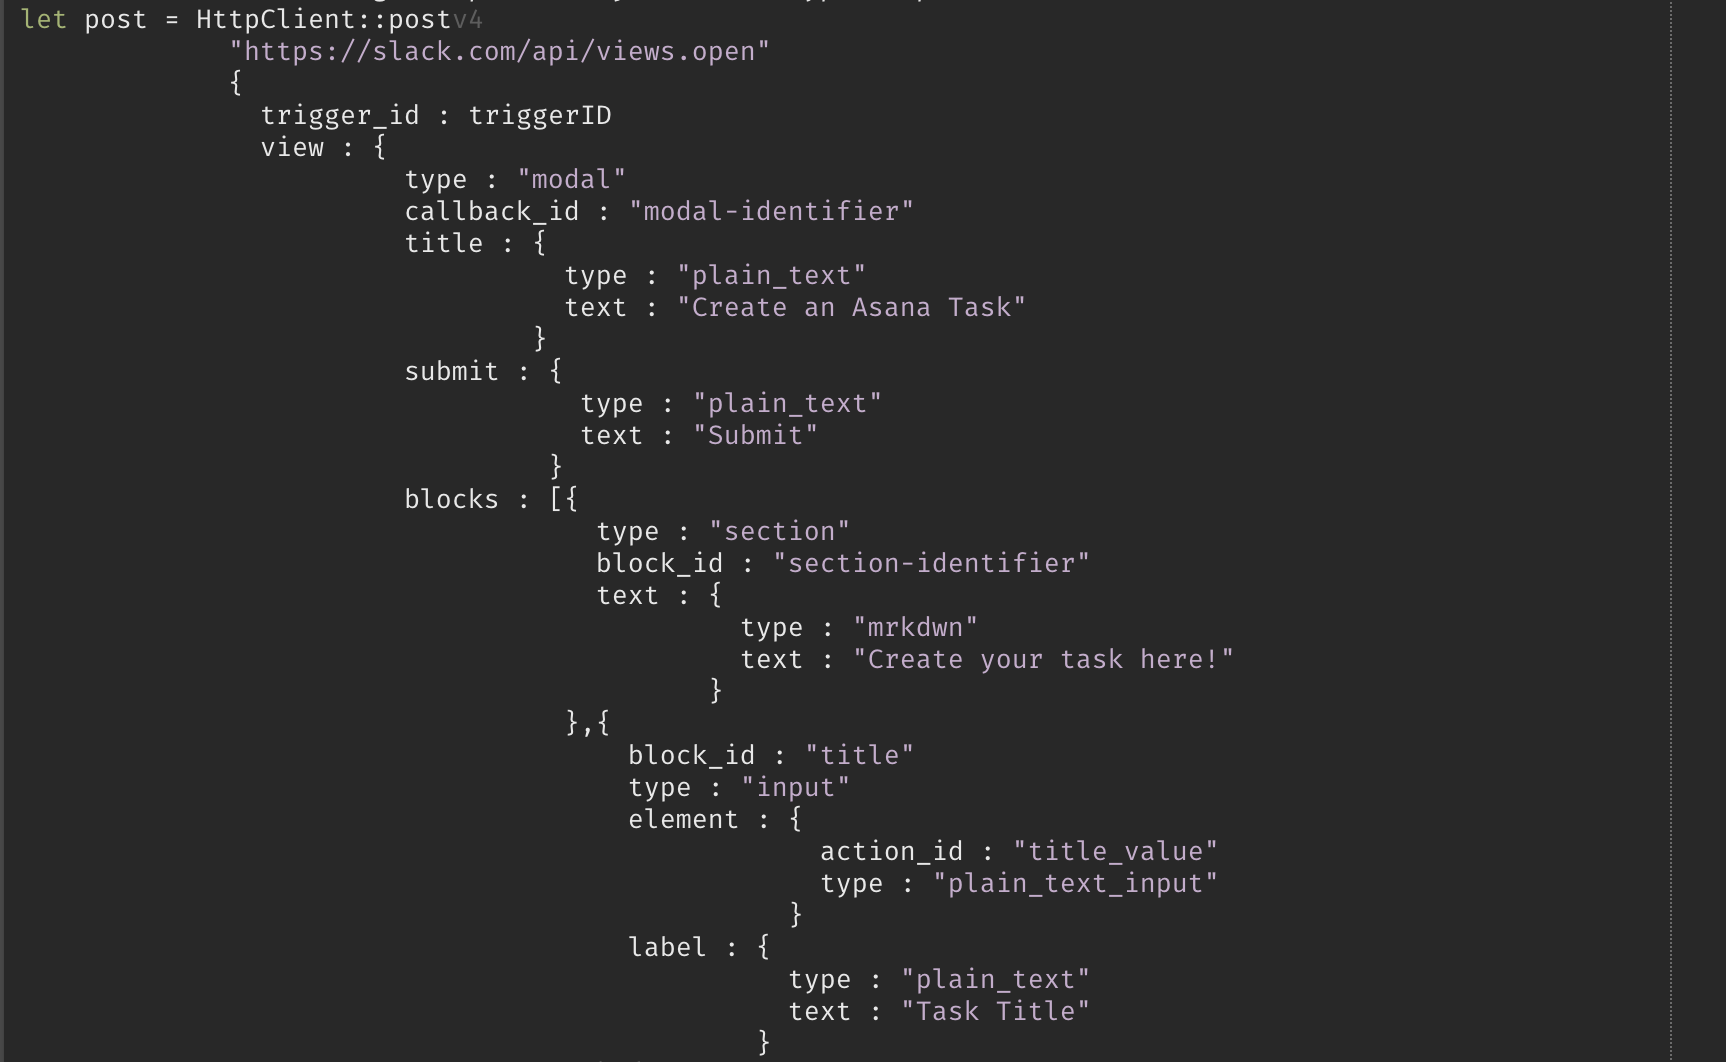 let post = HttpClient::postv4
"https://slack.com/api/views.open"
{
trigger_id : triggerID
view : {
type : "modal"
callback_id : "modal-identifier"
title : {
type : "plain_text"
text : "Create an Asana Task"
}
submit : {
type : "plain_text"
text : "Submit"
}
blocks : [{
type : "section"
block_id : "section-identifier"
text : {
type : "mrkdwn"
text : "Create your task here!"
}
},{
block_id : "title"
type : "input"
element : {
action_id : "title_value"
type : "plain_text_input"
}
label : {
type : "plain_text"
text : "Task Title"
}